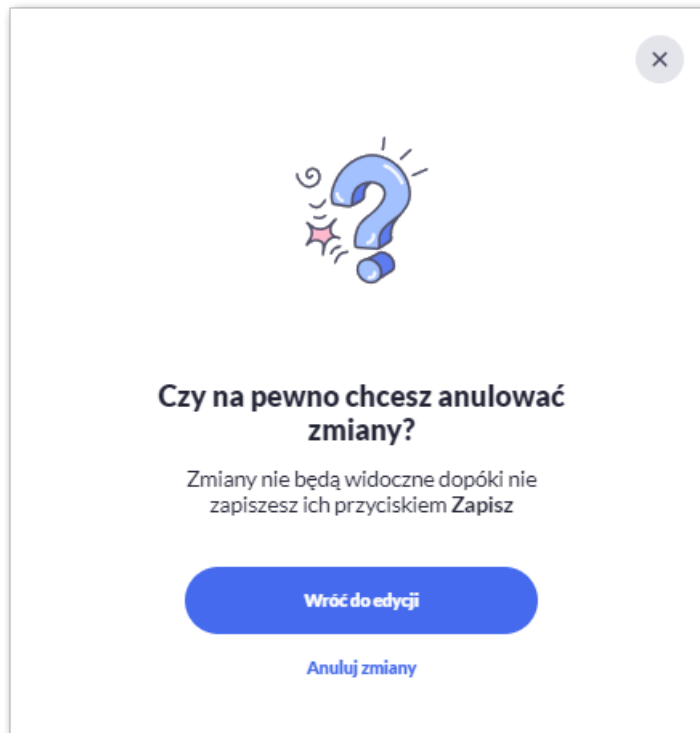 Czy na pewno chcesz anulować
zmiany?
Zmiany nie będą widoczne dopóki nie
zapiszesz ich przyciskiem Zapisz
Wróć do edycji
Anuluj zmiany